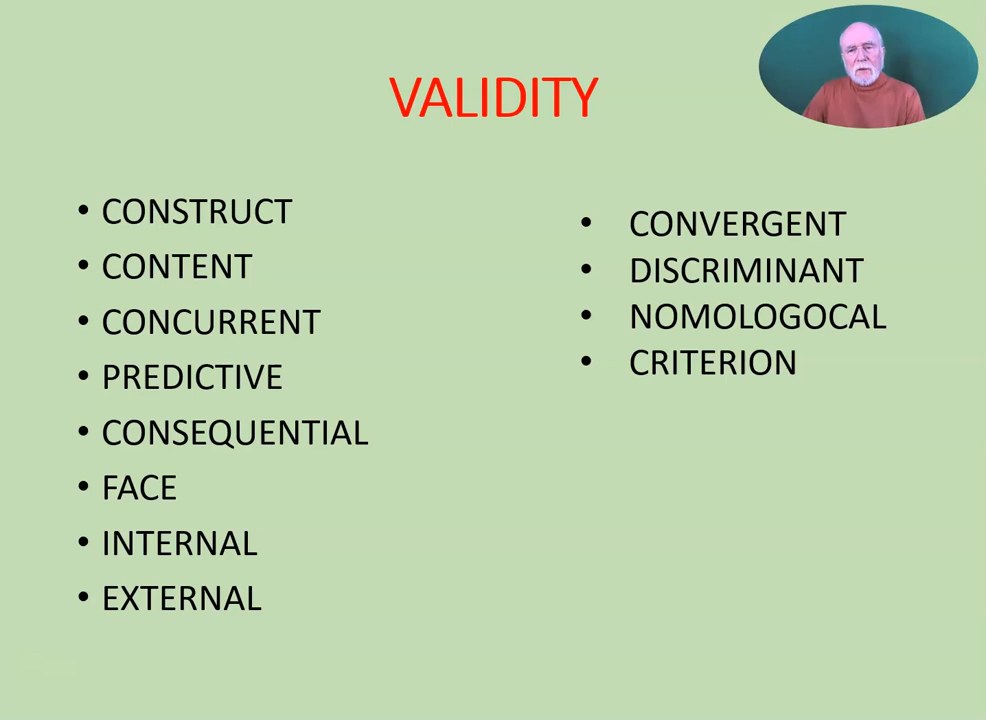 VALIDITY
• CONSTRUCT
• CONTENT
• CONCURRENT
• PREDICTIVE
• CONSEQUENTIAL
• FACE
• INTERNAL
• EXTERNAL
• CONVERGENT
• DISCRIMINANT
• NOMOLOGOCAL
• CRITERION